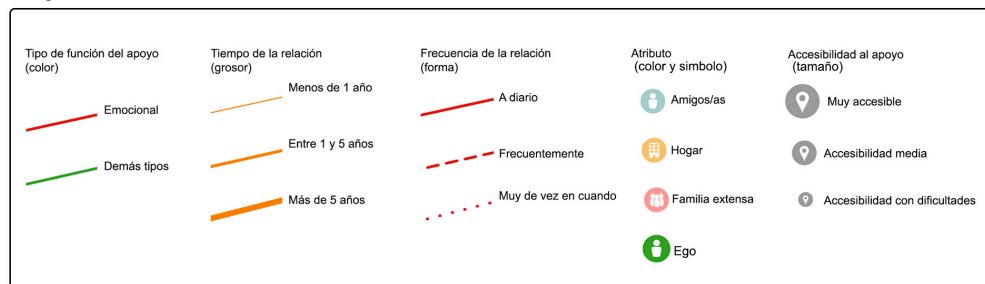 Tipo de función del apoyo
(color)
Emocional
Demás tipos
Tiempo de la relación
(grosor)
Menos de 1 año
Entre 1 y 5 años
Más de 5 años
Frecuencia de la relación
(forma)
A diario
Frecuentemente
Muy de vez en cuando
Atributo
(color y simbolo)
Amigos/as
Hogar
Familia extensa
Ego
Accesibilidad al apoyo
(tamaño)
Muy accesible
Accesibilidad media
Accesibilidad con dificultades